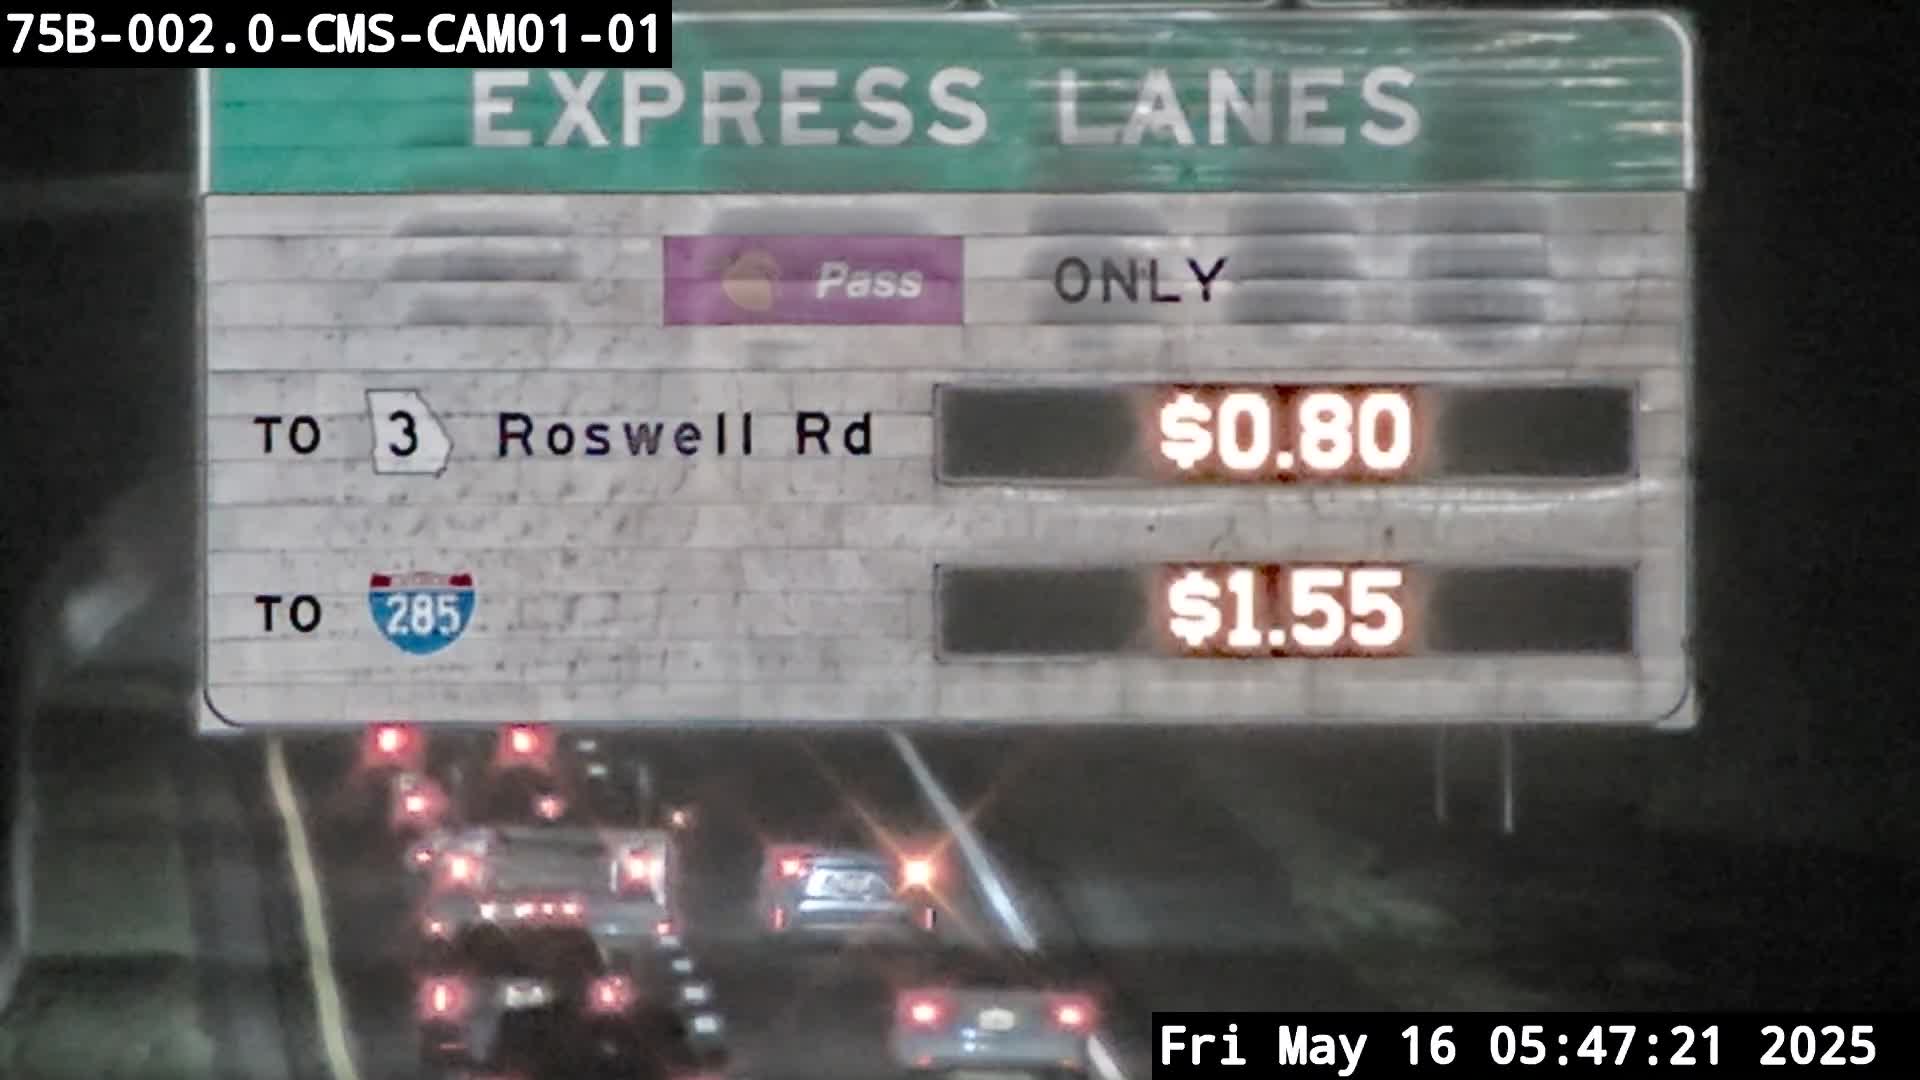 75B-002.0-CMS-CAM01-01
EXPRESS LANES
Pass ONLY
TO 3 Roswell Rd $0.80
TO 285 $1.55
Fri May 16 05:47:21 2025